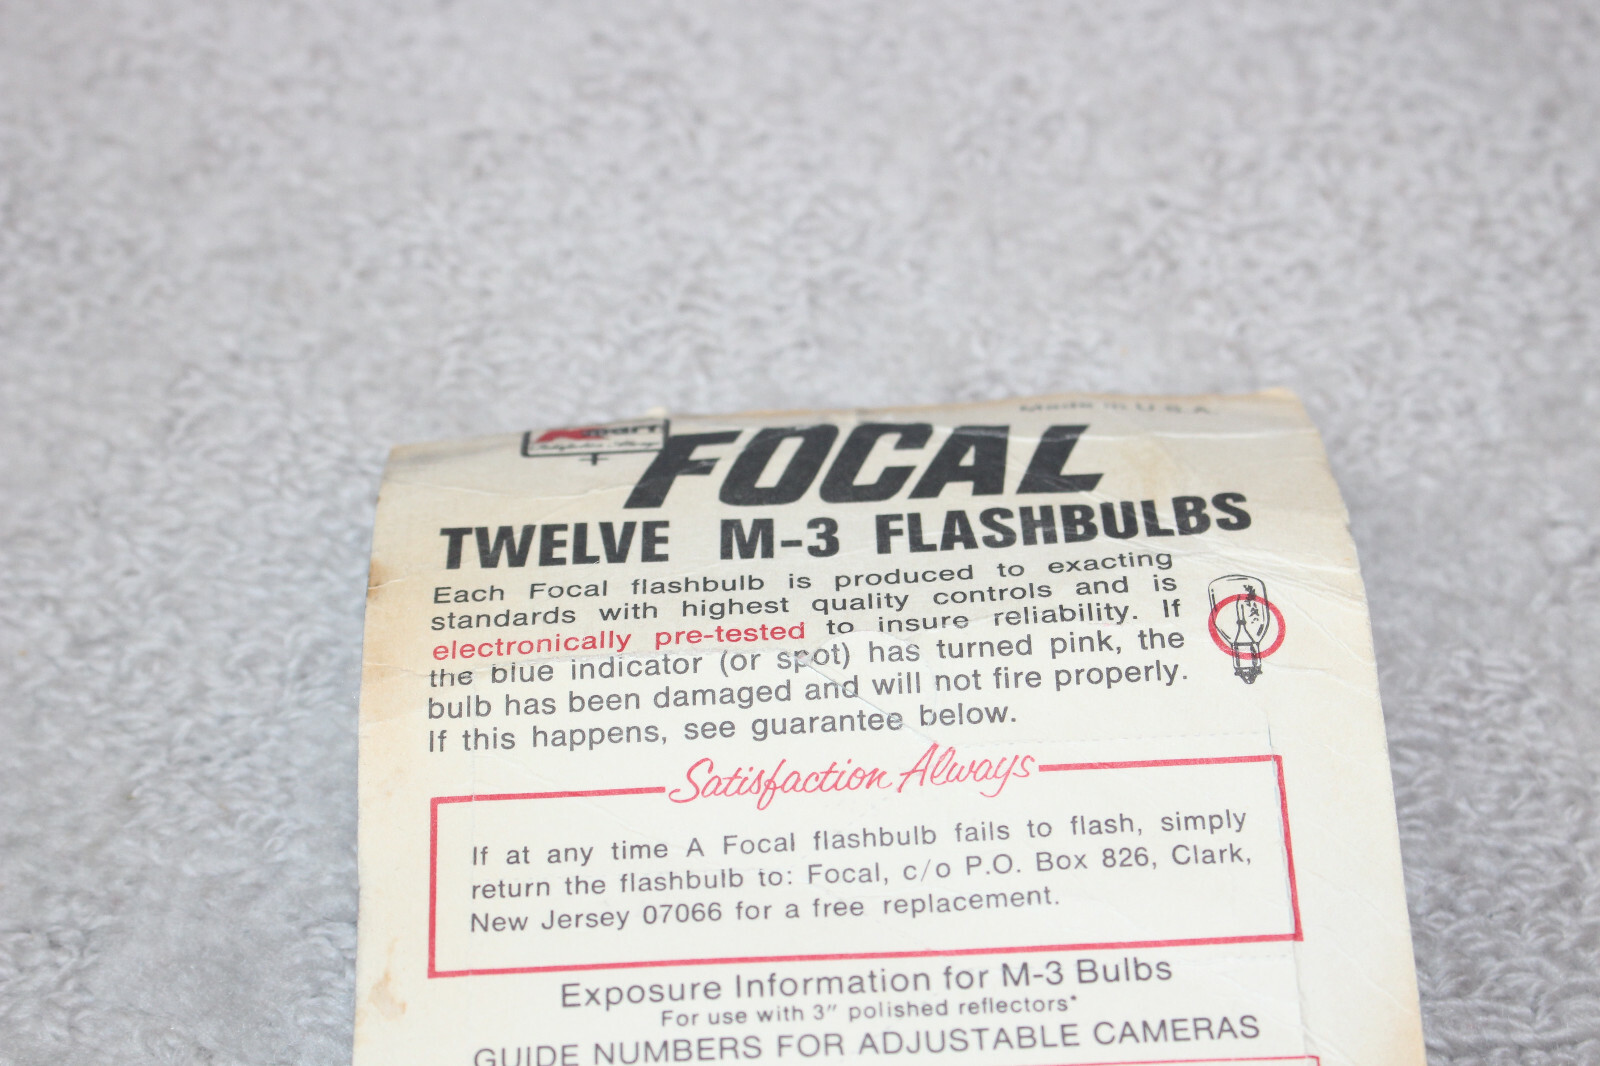 Made in U.S.A.
Kmart
FOCAL
TWELVE M-3 FLASHBULBS
Each Focal flashbulb is produced to exacting
standards with highest quality controls and is
electronically pre-tested to insure reliability. If
the blue indicator (or spot) has turned pink, the
bulb has been damaged and will not fire properly.
If this happens, see guarantee below.
Satisfaction Always
If at any time A Focal flashbulb fails to flash, simply
return the flashbulb to: Focal, c/o P.O. Box 826, Clark,
New Jersey 07066 for a free replacement.
Exposure Information for M-3 Bulbs
For use with 3" polished reflectors*
GUIDE NUMBERS FOR ADJUSTABLE CAMERAS